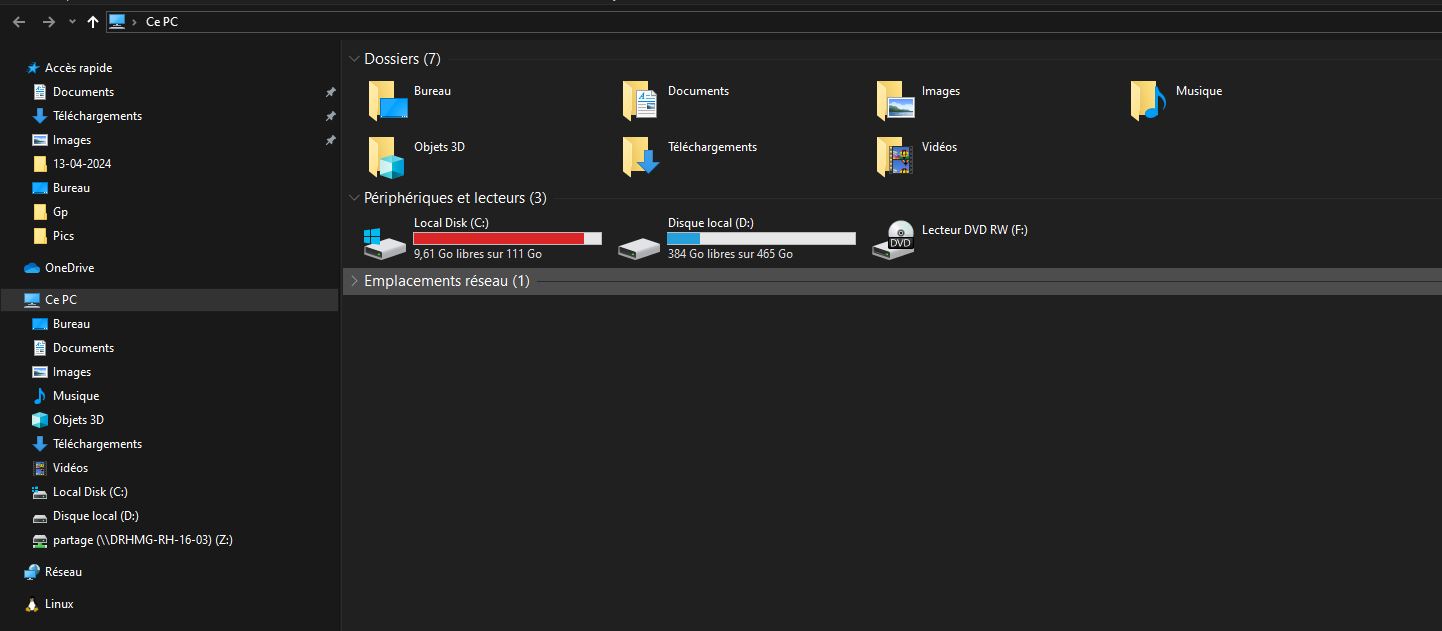 Ce PC
Accès rapide
Documents
Téléchargements
Images
13-04-2024
Bureau
Gp
Pics
OneDrive
Ce PC
Bureau
Documents
Images
Musique
Objets 3D
Téléchargements
Vidéos
Local Disk (C:)
Disque local (D:)
partage (\\DRHMG-RH-16-03) (Z:)
Réseau
Linux
Dossiers (7)
Bureau
Documents
Images
Musique
Objets 3D
Téléchargements
Vidéos
Périphériques et lecteurs (3)
Local Disk (C:)
9,61 Go libres sur 111 Go
Disque local (D:)
384 Go libres sur 465 Go
DVD
Lecteur DVD RW (F:)
Emplacements réseau (1)